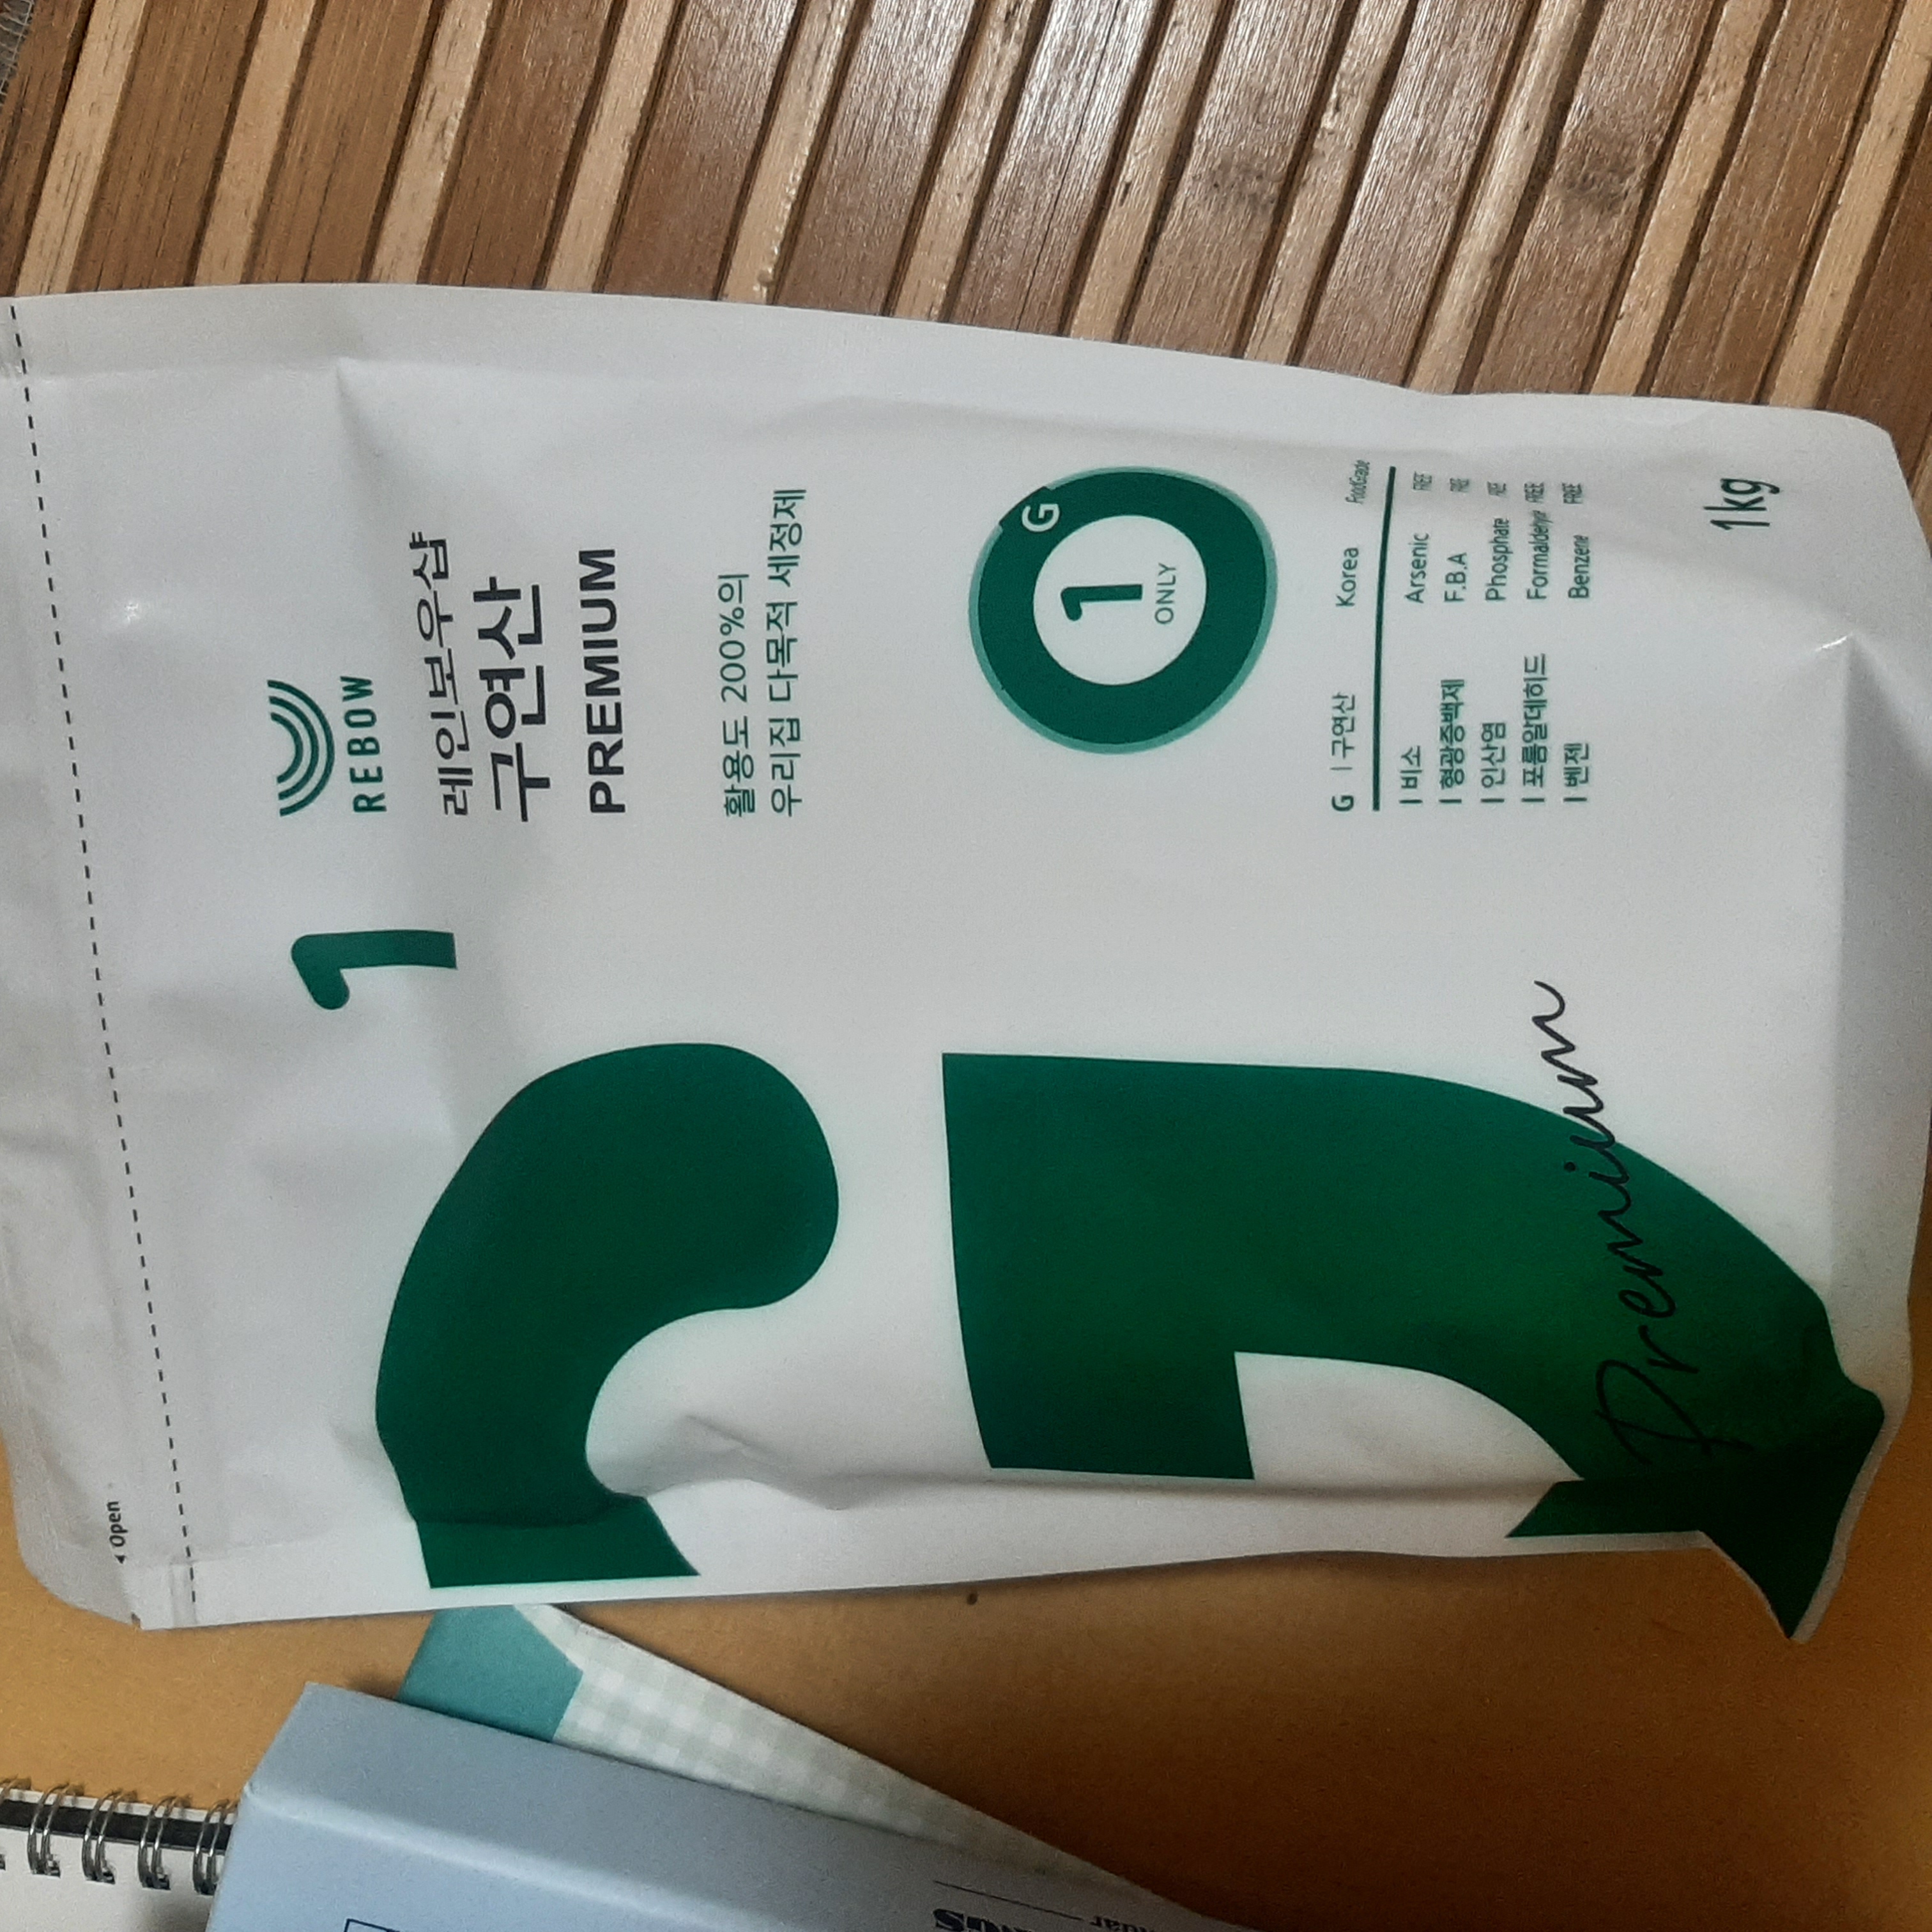 Open
REBOW
레인보우샵
구연산
PREMIUM
활용도 200%의
우리집 다목적 세정제
G
1
ONLY
G | 구연산 Korea FoodGrade
| 비소 Arsenic FREE
| 형광증백제 F.B.A FREE
| 인산염 Phosphate FREE
| 포름알데히드 Formaldehyde FREE
| 벤젠 Benzene FREE
1kg
1
G
Premium